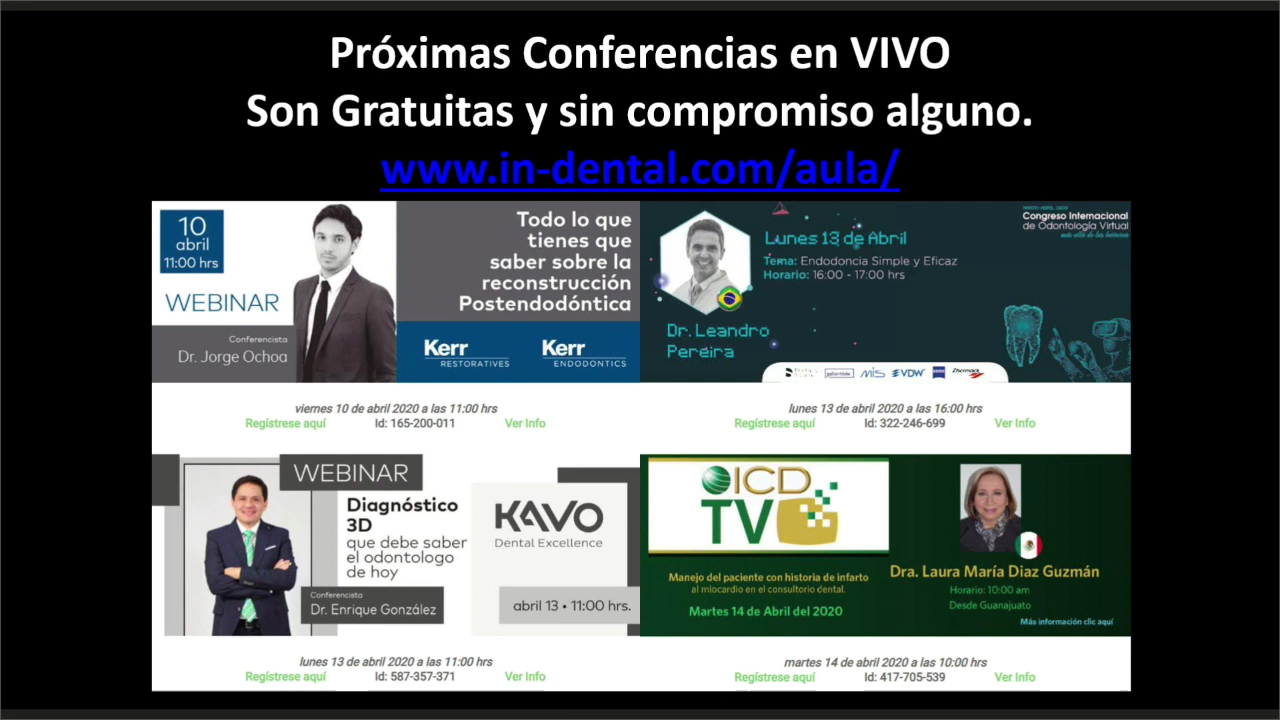 Próximas Conferencias en VIVO
Son Gratuitas y sin compromiso alguno.
www.in-dental.com/aula/
10
abril
11:00 hrs
WEBINAR
Conferencista
Dr. Jorge Ochoa
Todo lo que
tienes que
saber sobre la
reconstrucción
Postendodóntica
Kerr
RESTORATIVES
Kerr
ENDODONTICS
viernes 10 de abril 2020 a las 11:00 hrs
Regístrese aquí Id: 165-200-011 Ver Info
Congreso Internacional
de Odontología Virtual
más allá de las barreras
Lunes 13 de Abril
Tema: Endodoncia Simple y Eficaz
Horario: 16:00 - 17:00 hrs
Dr. Leandro
Pereira
MIS VDW Zhermack
lunes 13 de abril 2020 a las 16:00 hrs
Regístrese aquí Id: 322-246-699 Ver Info
WEBINAR
Diagnóstico
3D
que debe saber
el odontologo
de hoy
Conferencista
Dr. Enrique González
KAVO
Dental Excellence
abril 13 • 11:00 hrs.
lunes 13 de abril 2020 a las 11:00 hrs
Regístrese aquí Id: 587-357-371 Ver Info
ICD
TV
Manejo del paciente con historia de infarto
al miocardio en el consultorio dental.
Martes 14 de Abril del 2020
Dra. Laura María Diaz Guzmán
Horario: 10:00 am
Desde Guanajuato
Más información clic aquí
martes 14 de abril 2020 a las 10:00 hrs
Regístrese aquí Id: 417-705-539 Ver Info